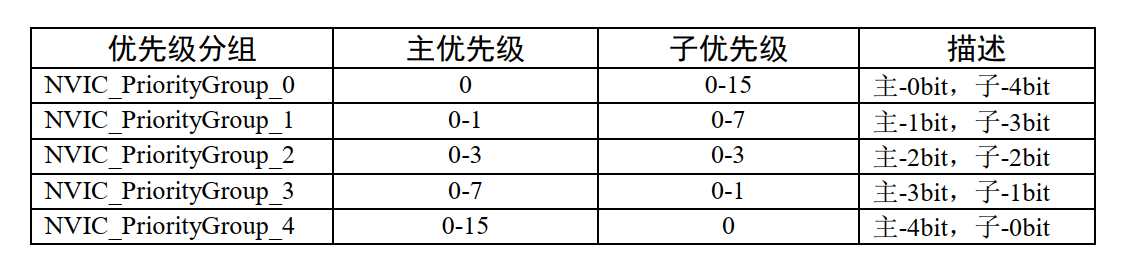 优先级分组 主优先级 子优先级 描述
NVIC_PriorityGroup_0 0 0-15 主-0bit，子-4bit
NVIC_PriorityGroup_1 0-1 0-7 主-1bit，子-3bit
NVIC_PriorityGroup_2 0-3 0-3 主-2bit，子-2bit
NVIC_PriorityGroup_3 0-7 0-1 主-3bit，子-1bit
NVIC_PriorityGroup_4 0-15 0 主-4bit，子-0bit